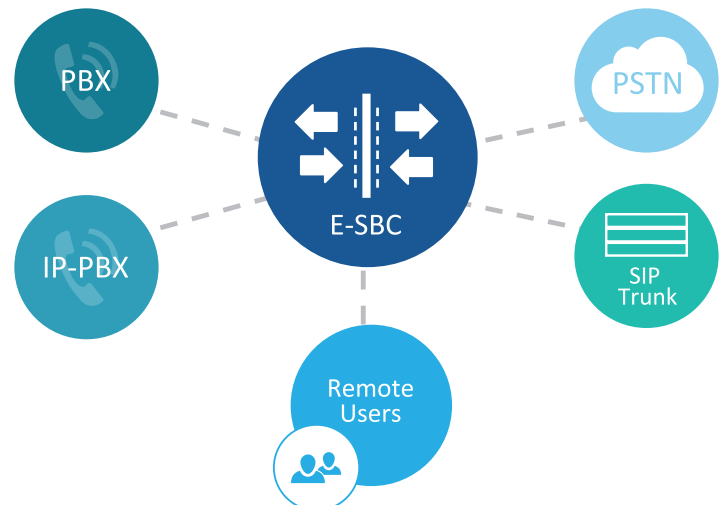 PBX
PSTN
E-SBC
IP-PBX
SIP
Trunk
Remote
Users